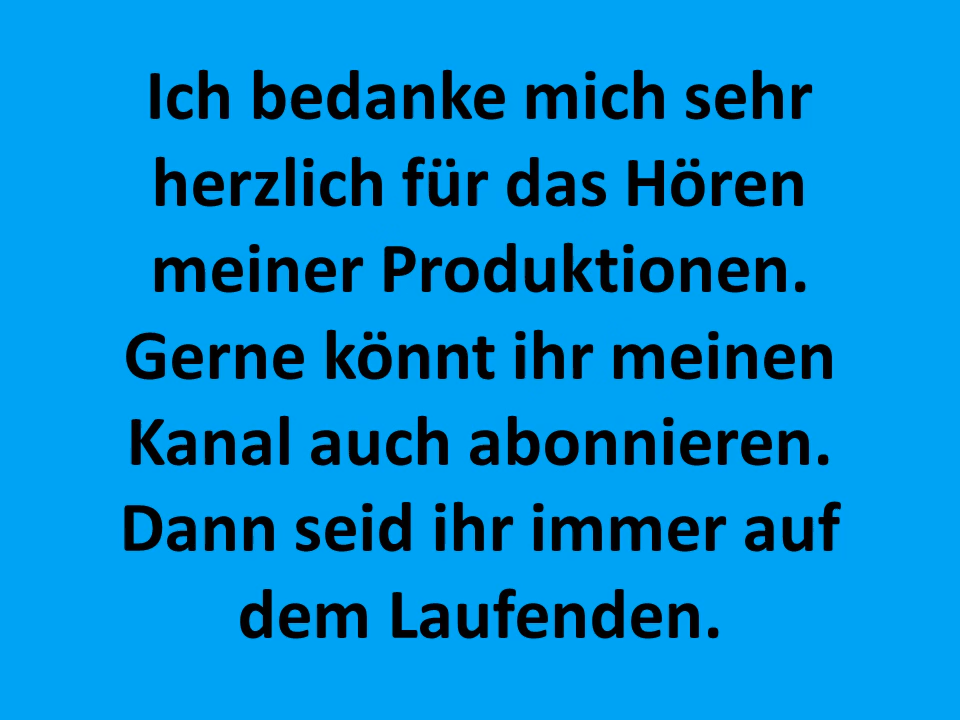 Ich bedanke mich sehr
herzlich für das Hören
meiner Produktionen.
Gerne könnt ihr meinen
Kanal auch abonnieren.
Dann seid ihr immer auf
dem Laufenden.